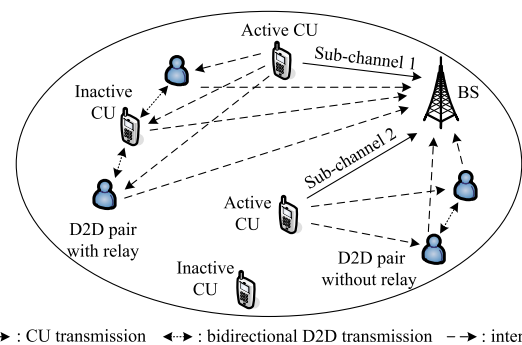 Active CU
Sub-channel 1
BS
Inactive
CU
Sub-channel 2
Active
CU
D2D pair
with relay
D2D pair
without relay
Inactive
CU
: CU transmission : bidirectional D2D transmission : inter